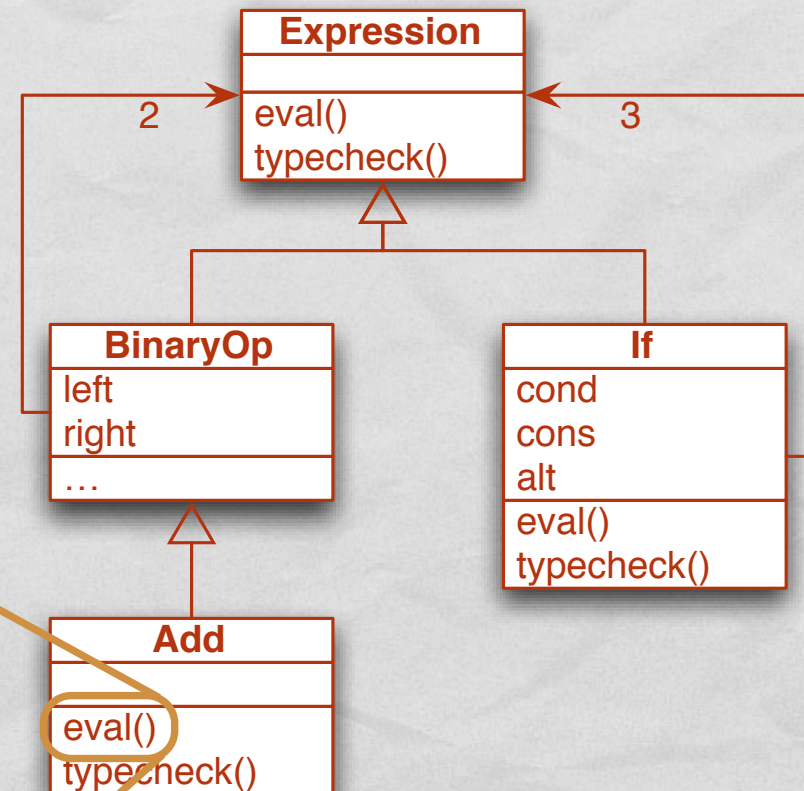 Expression
eval()
typecheck()
2
3
BinaryOp
left
right
…
If
cond
cons
alt
eval()
typecheck()
Add
eval()
typecheck()